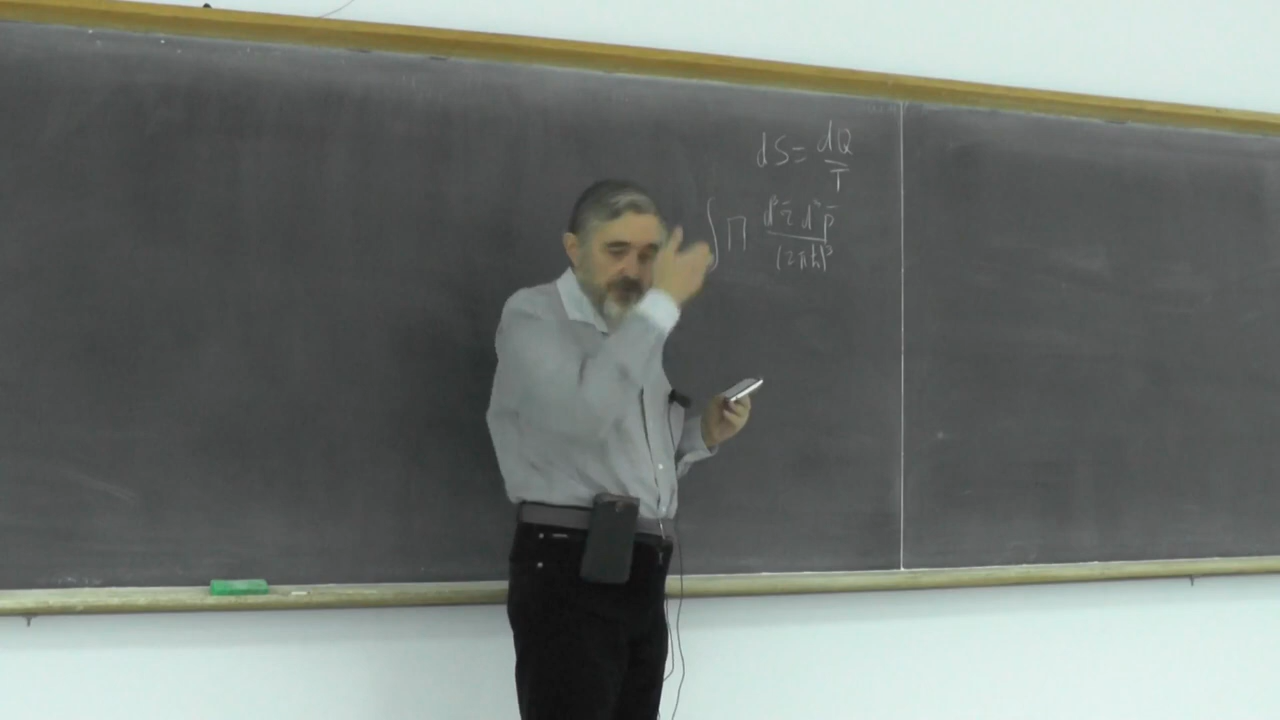 dS = dQ/T
∫ ∏ d³r̄ d³p̄ / (2πħ)³